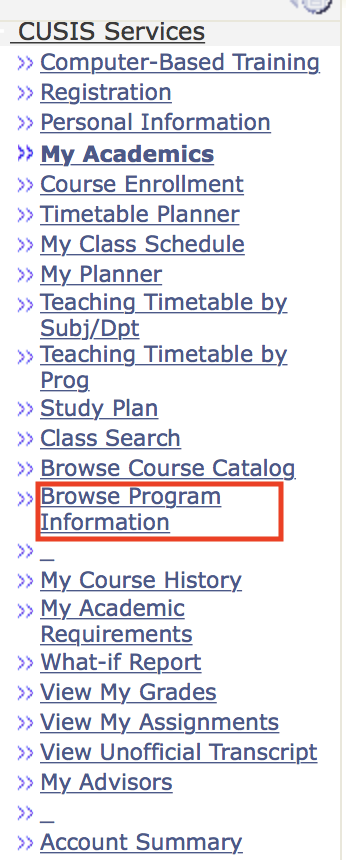 CUSIS Services
Computer-Based Training
Registration
Personal Information
My Academics
Course Enrollment
Timetable Planner
My Class Schedule
My Planner
Teaching Timetable by
Subj/Dpt
Teaching Timetable by
Prog
Study Plan
Class Search
Browse Course Catalog
Browse Program
Information
_
My Course History
My Academic
Requirements
What-if Report
View My Grades
View My Assignments
View Unofficial Transcript
My Advisors
_
Account Summary